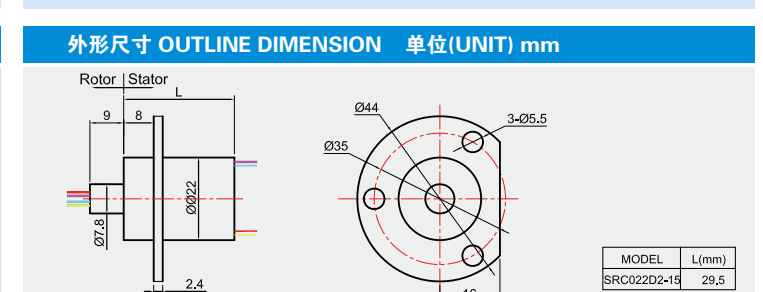 外形尺寸 OUTLINE DIMENSION 单位(UNIT) mm
Rotor Stator
L
9 8
Ø7.8
ØØ22
2.4
Ø44
Ø35
3-Ø5.5
16
MODEL L(mm)
SRC022D2-15 29.5